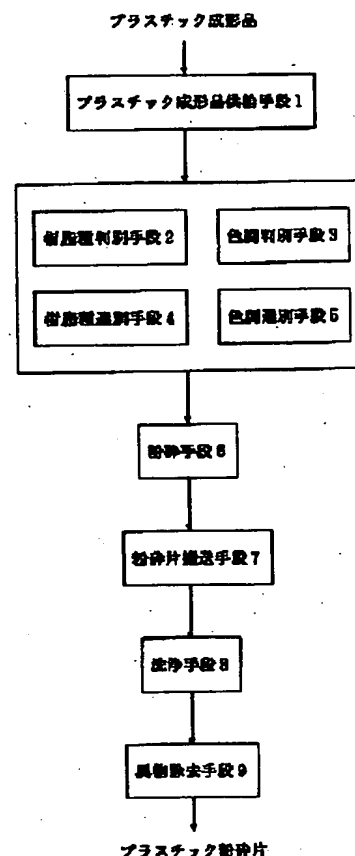 プラスチック成形品
プラスチック成形品供給手段1
樹脂種判別手段2
色調判別手段3
樹脂種選別手段4
色調選別手段5
粉砕手段6
粉砕片搬送手段7
洗浄手段8
異物除去手段9
プラスチック粉砕片